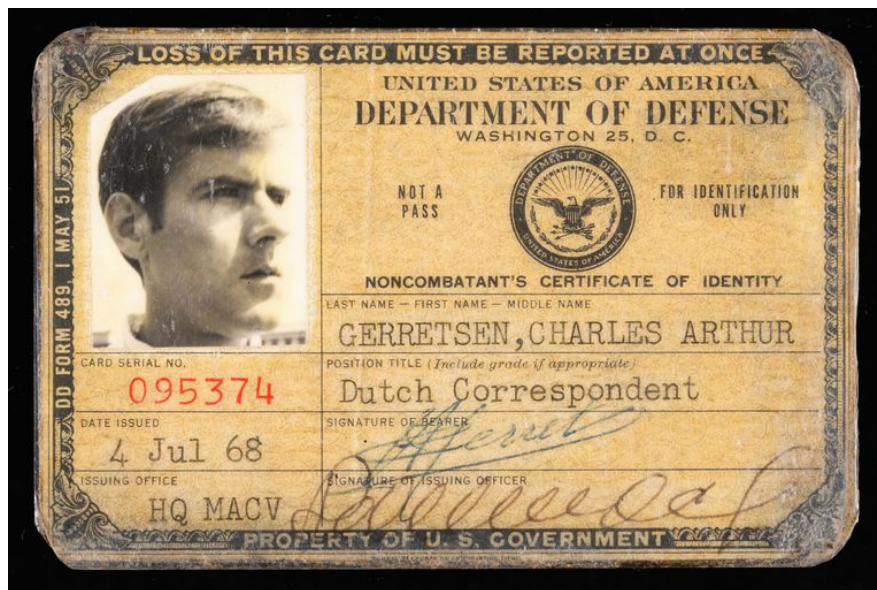 LOSS OF THIS CARD MUST BE REPORTED AT ONCE
UNITED STATES OF AMERICA
DEPARTMENT OF DEFENSE
WASHINGTON 25, D. C.
NOT A
PASS
DEPARTMENT OF DEFENSE
UNITED STATES OF AMERICA
FOR IDENTIFICATION
ONLY
NONCOMBATANT'S CERTIFICATE OF IDENTITY
LAST NAME — FIRST NAME — MIDDLE NAME
GERRETSEN,CHARLES ARTHUR
CARD SERIAL NO.
095374
POSITION TITLE (Include grade if appropriate)
Dutch Correspondent
DATE ISSUED
4 Jul 68
SIGNATURE OF BEARER
ISSUING OFFICE
HQ MACV
SIGNATURE OF ISSUING OFFICER
PROPERTY OF U. S. GOVERNMENT
DD FORM 489, 1 MAY 51